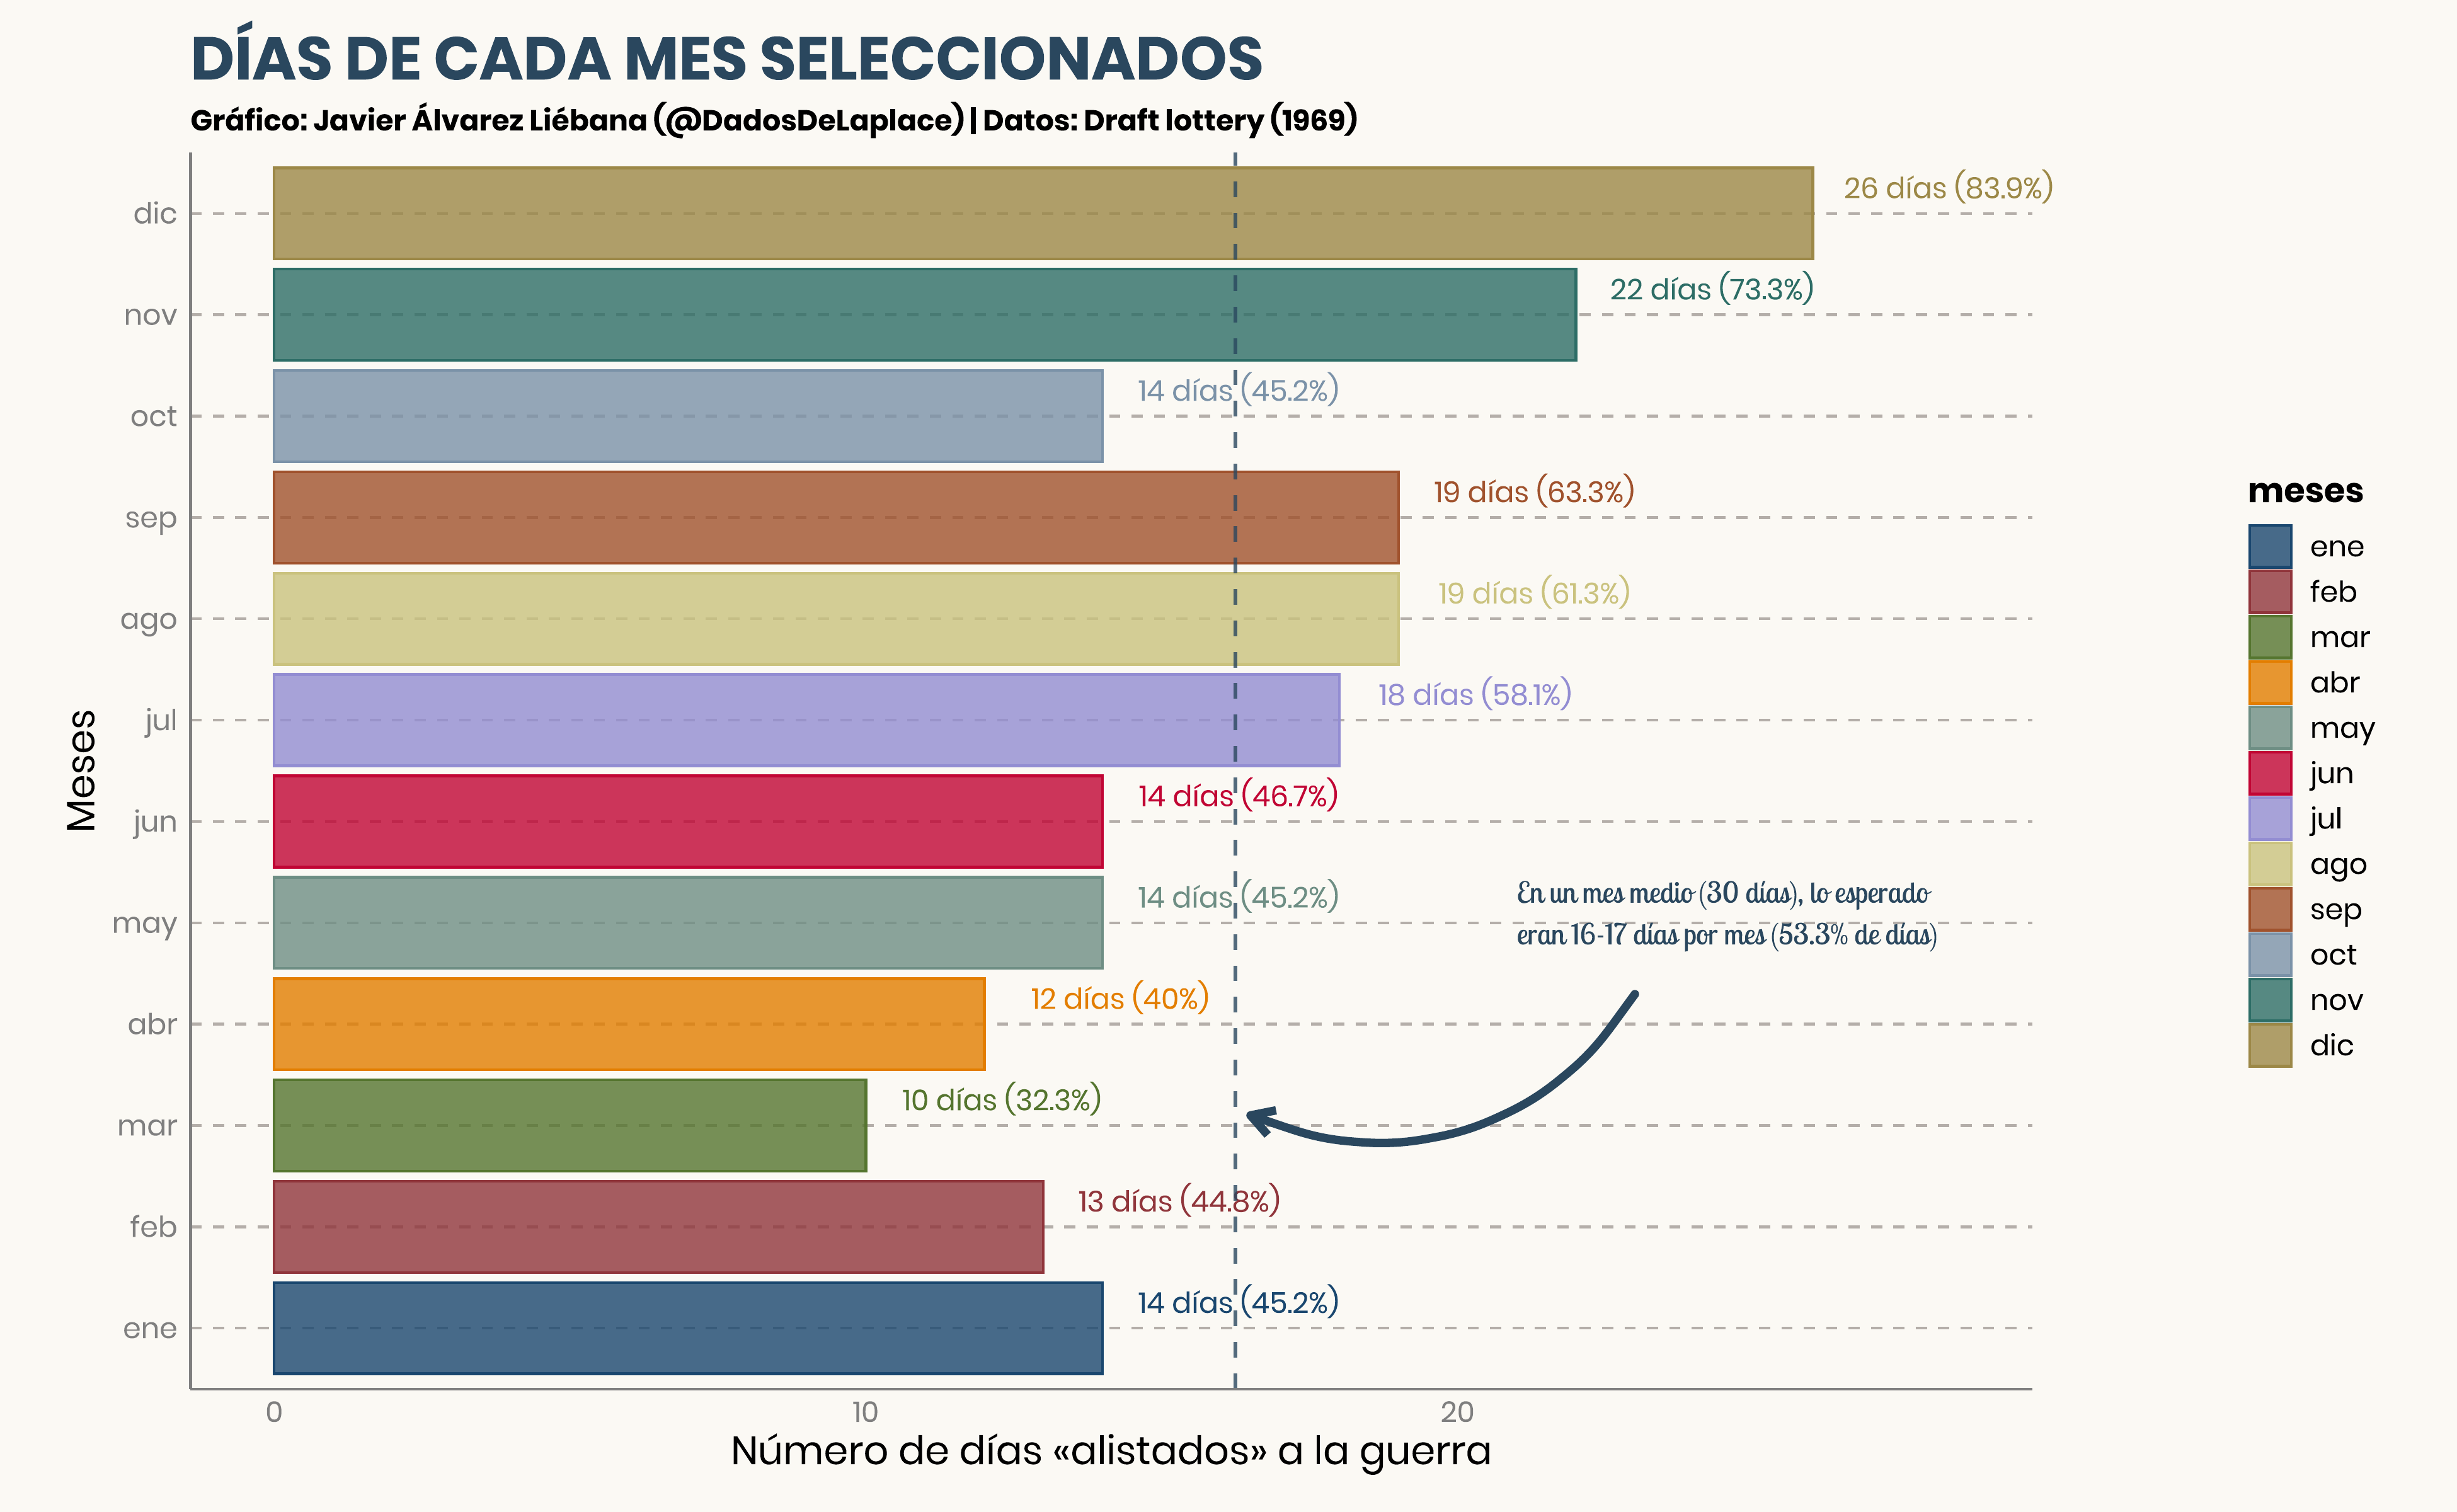 DÍAS DE CADA MES SELECCIONADOS
Gráfico: Javier Álvarez Liébana (@DadosDeLaplace) | Datos: Draft lottery (1969)
Meses
dic
26 días (83.9%)
nov
22 días (73.3%)
oct
14 días (45.2%)
sep
19 días (63.3%)
ago
19 días (61.3%)
jul
18 días (58.1%)
jun
14 días (46.7%)
may
14 días (45.2%)
En un mes medio (30 días), lo esperado
eran 16-17 días por mes (53.3% de días)
abr
12 días (40%)
mar
10 días (32.3%)
feb
13 días (44.8%)
ene
14 días (45.2%)
0 10 20
Número de días «alistados» a la guerra
meses
ene
feb
mar
abr
may
jun
jul
ago
sep
oct
nov
dic